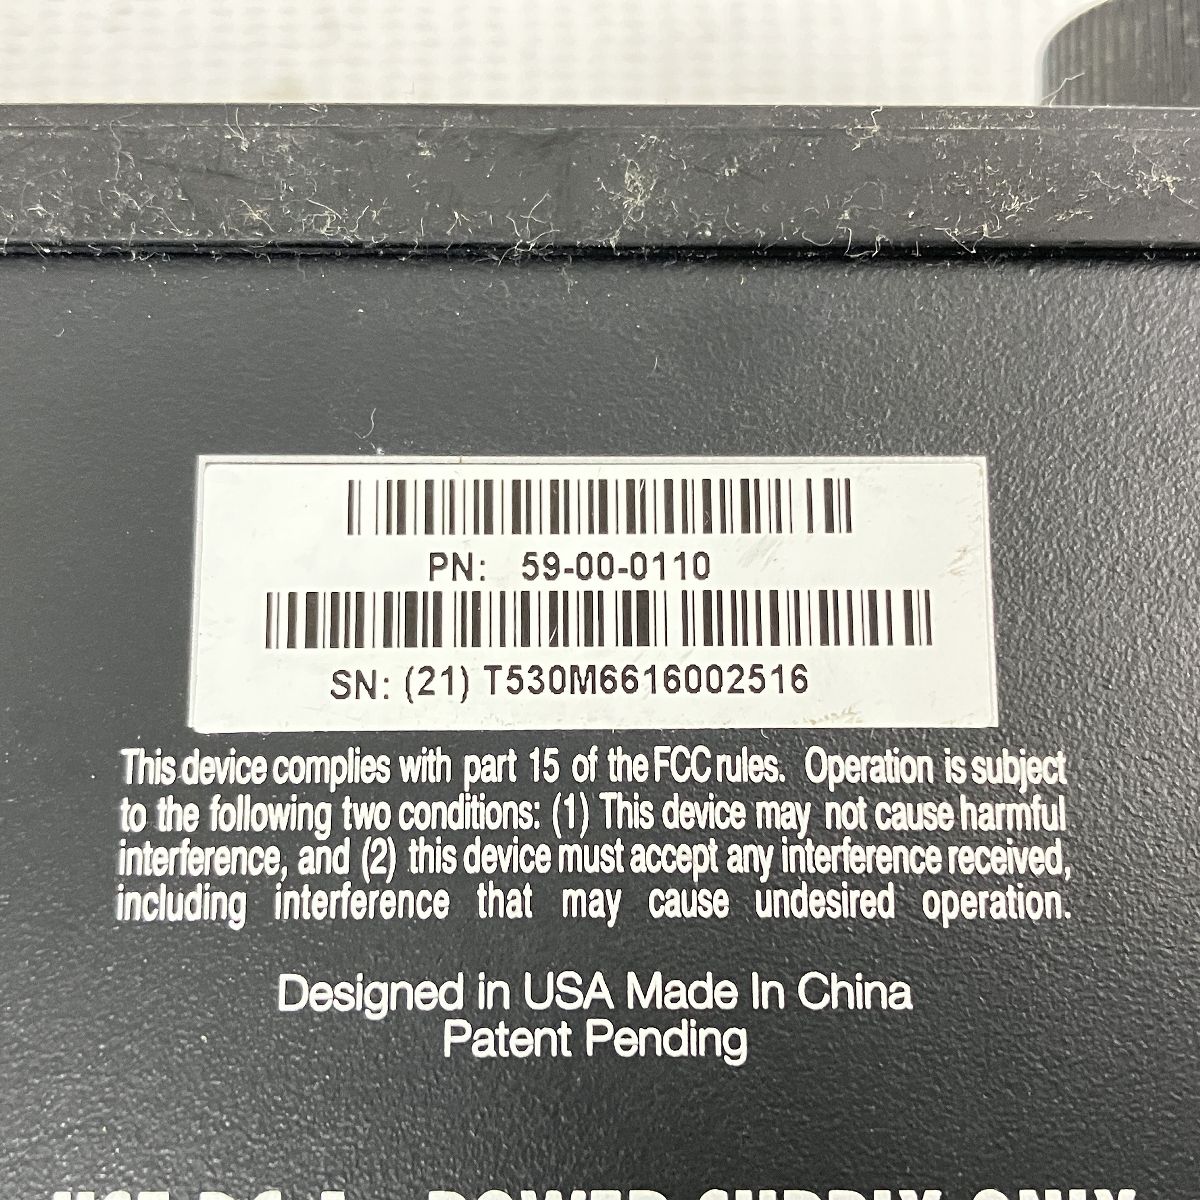 PN: 59-00-0110
SN: (21) T530M6616002516
This device complies with part 15 of the FCC rules. Operation is subject
to the following two conditions: (1) This device may not cause harmful
interference, and (2) this device must accept any interference received,
including interference that may cause undesired operation.
Designed in USA Made In China
Patent Pending
POWER SUPPLY ONLY